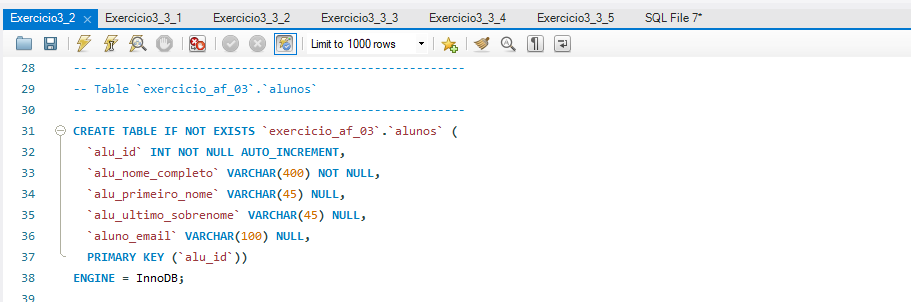 Exercicio3_2 × Exercicio3_3_1 Exercicio3_3_2 Exercicio3_3_3 Exercicio3_3_4 Exercicio3_3_5 SQL File 7*
Limit to 1000 rows
28 -- -----------------------------------------------------
29 -- Table `exercicio_af_03`.`alunos`
30 -- -----------------------------------------------------
31 CREATE TABLE IF NOT EXISTS `exercicio_af_03`.`alunos` (
32 `alu_id` INT NOT NULL AUTO_INCREMENT,
33 `alu_nome_completo` VARCHAR(400) NOT NULL,
34 `alu_primeiro_nome` VARCHAR(45) NULL,
35 `alu_ultimo_sobrenome` VARCHAR(45) NULL,
36 `aluno_email` VARCHAR(100) NULL,
37 PRIMARY KEY (`alu_id`))
38 ENGINE = InnoDB;
39